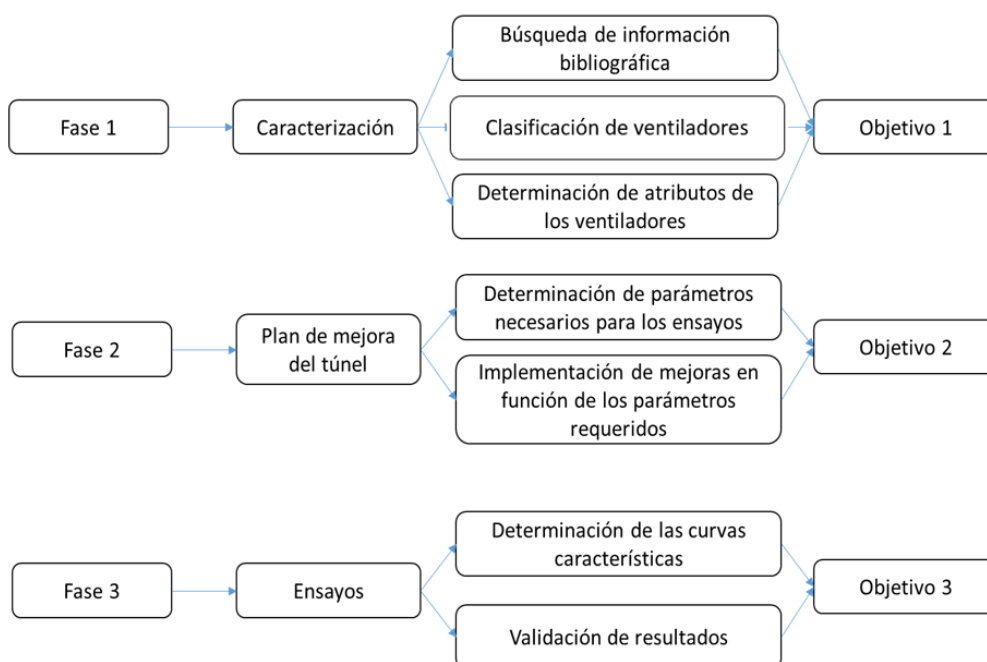 Fase 1
Caracterización
Búsqueda de información
bibliográfica
Clasificación de ventiladores
Determinación de atributos de
los ventiladores
Objetivo 1
Fase 2
Plan de mejora
del túnel
Determinación de parámetros
necesarios para los ensayos
Implementación de mejoras en
función de los parámetros
requeridos
Objetivo 2
Fase 3
Ensayos
Determinación de las curvas
características
Validación de resultados
Objetivo 3